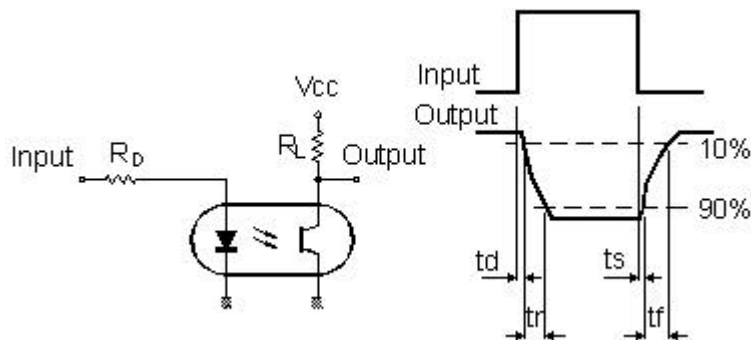 Input
RD
Vcc
RL
Output
Input
Output
10%
90%
td
ts
tr
tf